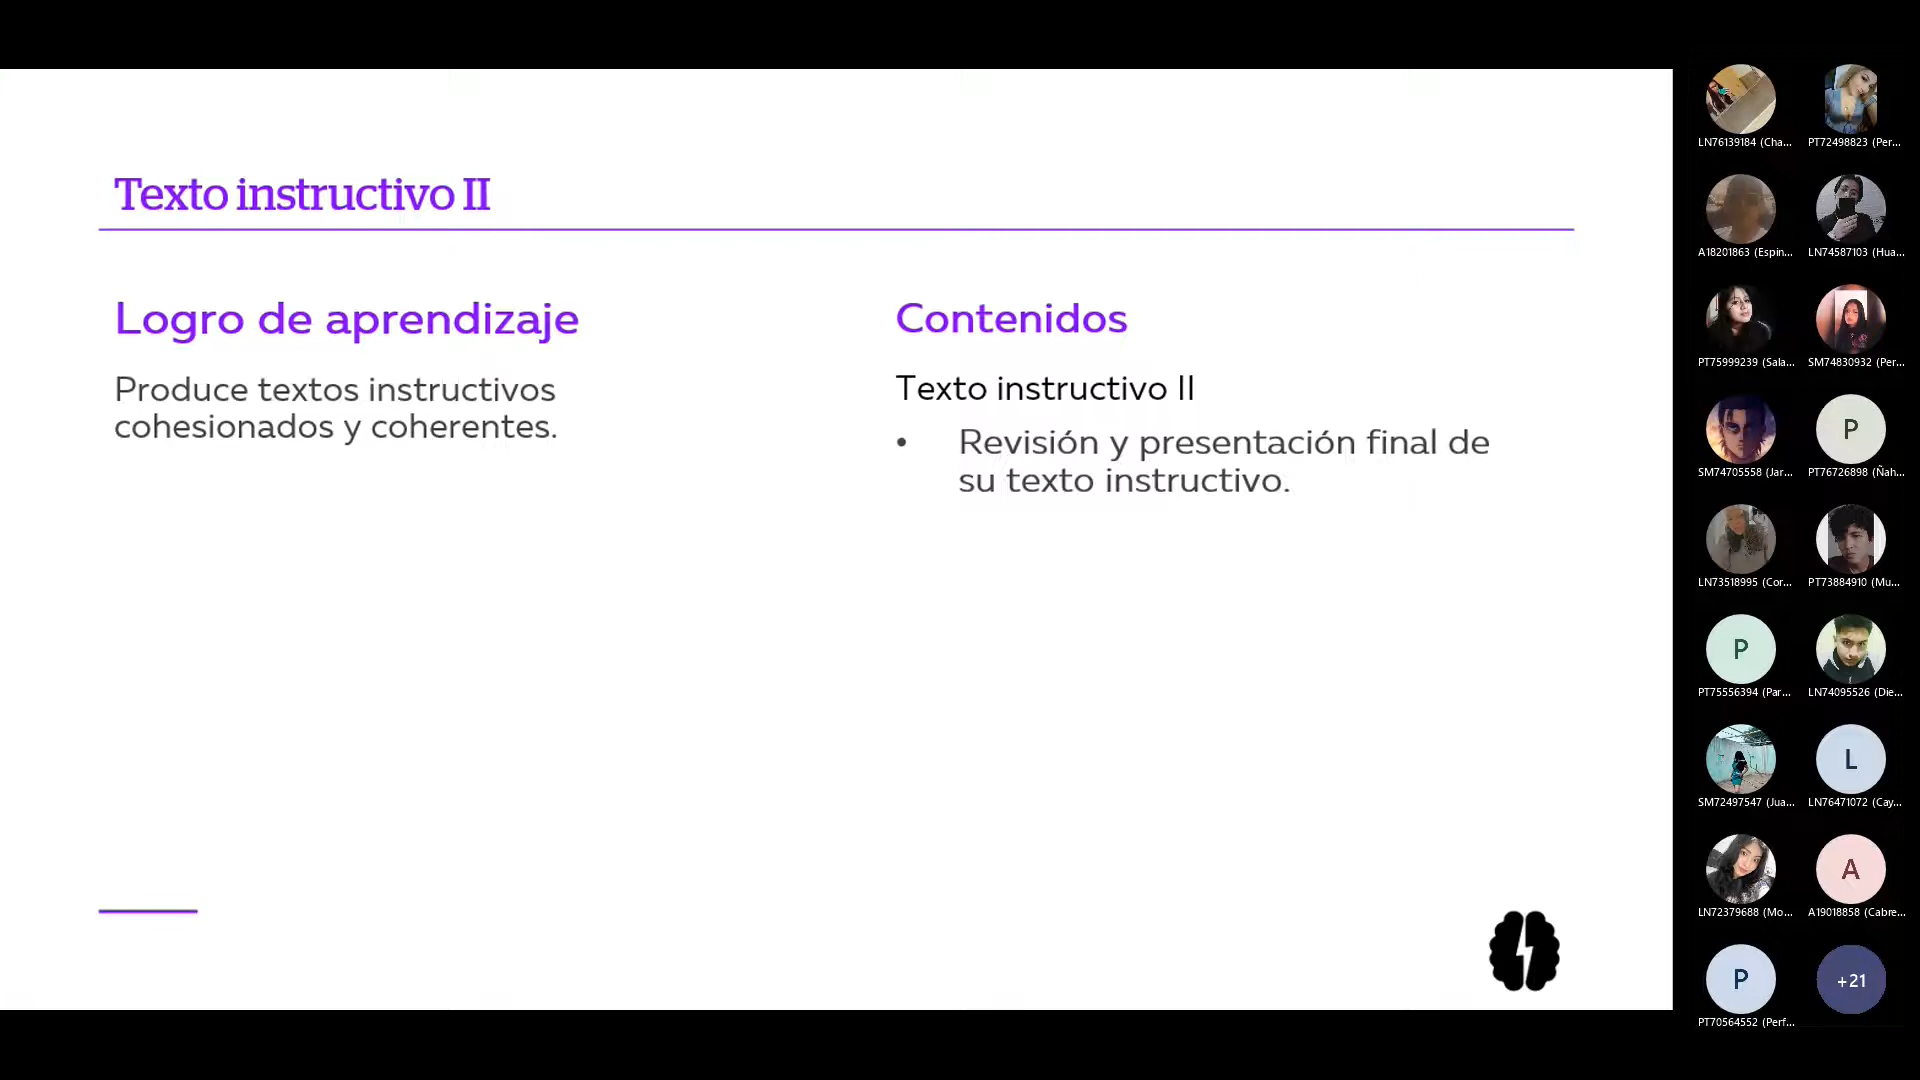 Texto instructivo II
Logro de aprendizaje
Produce textos instructivos
cohesionados y coherentes.
Contenidos
Texto instructivo II
• Revisión y presentación final de
su texto instructivo.
LN76139184 (Cha...
PT72498823 (Per...
A18201863 (Espin...
LN74587103 (Hua...
PT75999239 (Sala...
SM74830932 (Per...
SM74705558 (Jar...
P
PT76726898 (Ñah...
LN73518995 (Cor...
PT73884910 (Mu...
P
PT75556394 (Par...
LN74095526 (Die...
SM72497547 (Jua...
L
LN76471072 (Cay...
LN72379688 (Mo...
A
A19018858 (Cabre...
P
PT70564552 (Perf...
+21